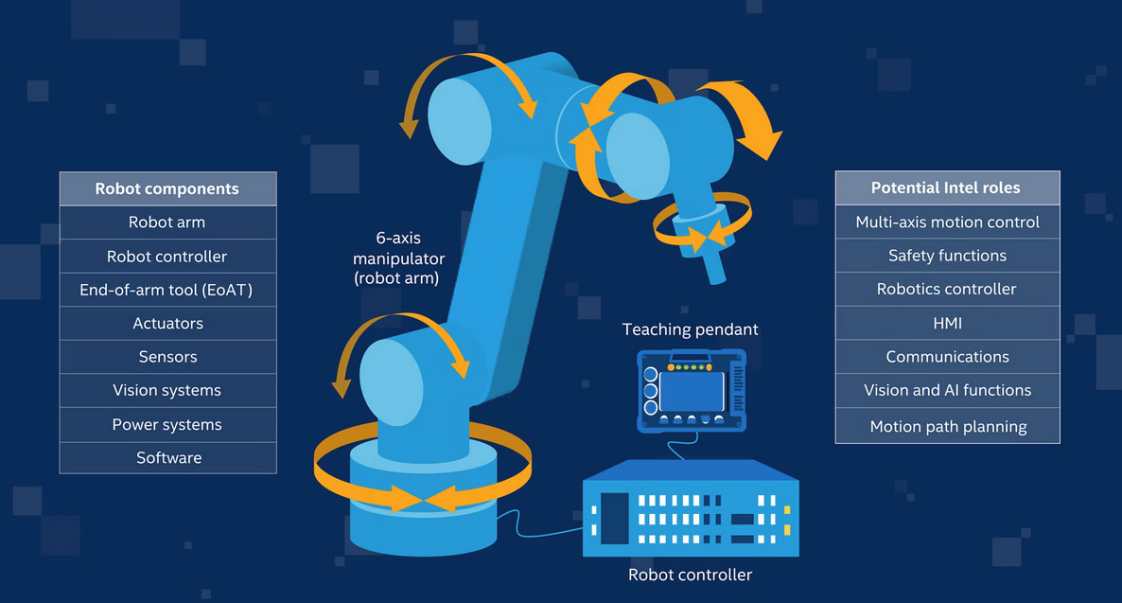 Robot components
Robot arm
Robot controller
End-of-arm tool (EoAT)
Actuators
Sensors
Vision systems
Power systems
Software
6-axis
manipulator
(robot arm)
Teaching pendant
Robot controller
Potential Intel roles
Multi-axis motion control
Safety functions
Robotics controller
HMI
Communications
Vision and AI functions
Motion path planning